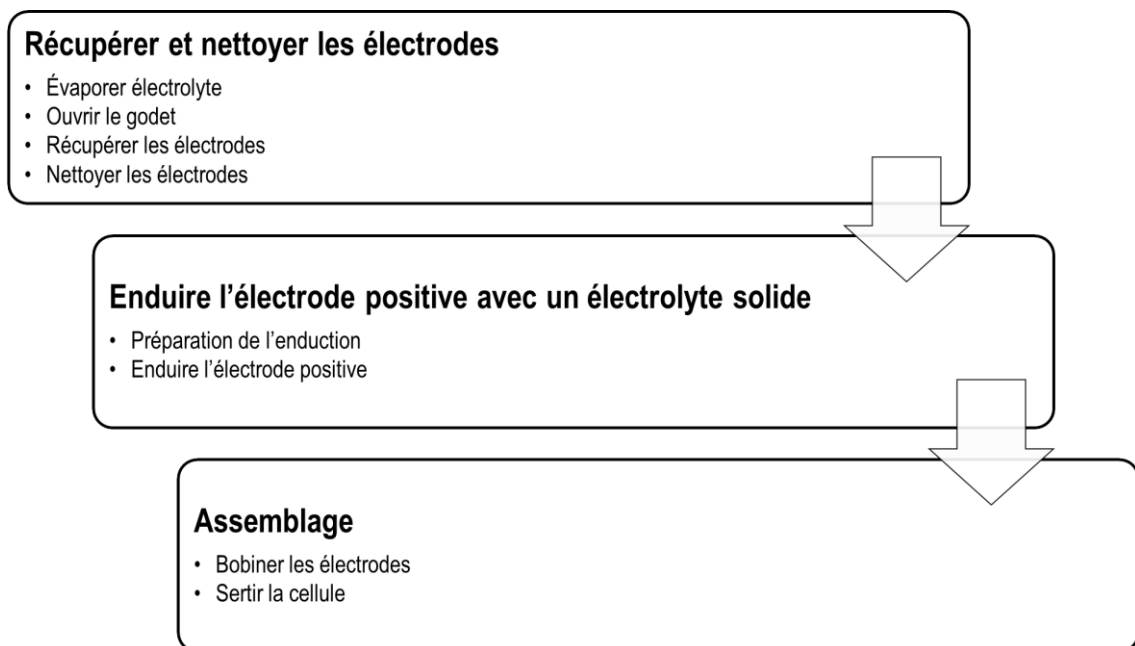 Récupérer et nettoyer les électrodes
• Évaporer électrolyte
• Ouvrir le godet
• Récupérer les électrodes
• Nettoyer les électrodes
Enduire l'électrode positive avec un électrolyte solide
• Préparation de l'enduction
• Enduire l'électrode positive
Assemblage
• Bobiner les électrodes
• Sertir la cellule